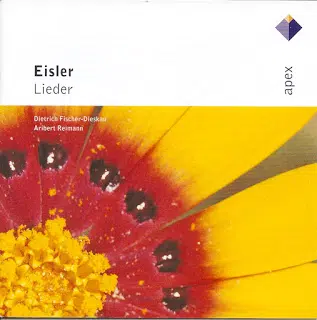 Eisler
Lieder
Dietrich Fischer-Dieskau
Aribert Reimann
apex